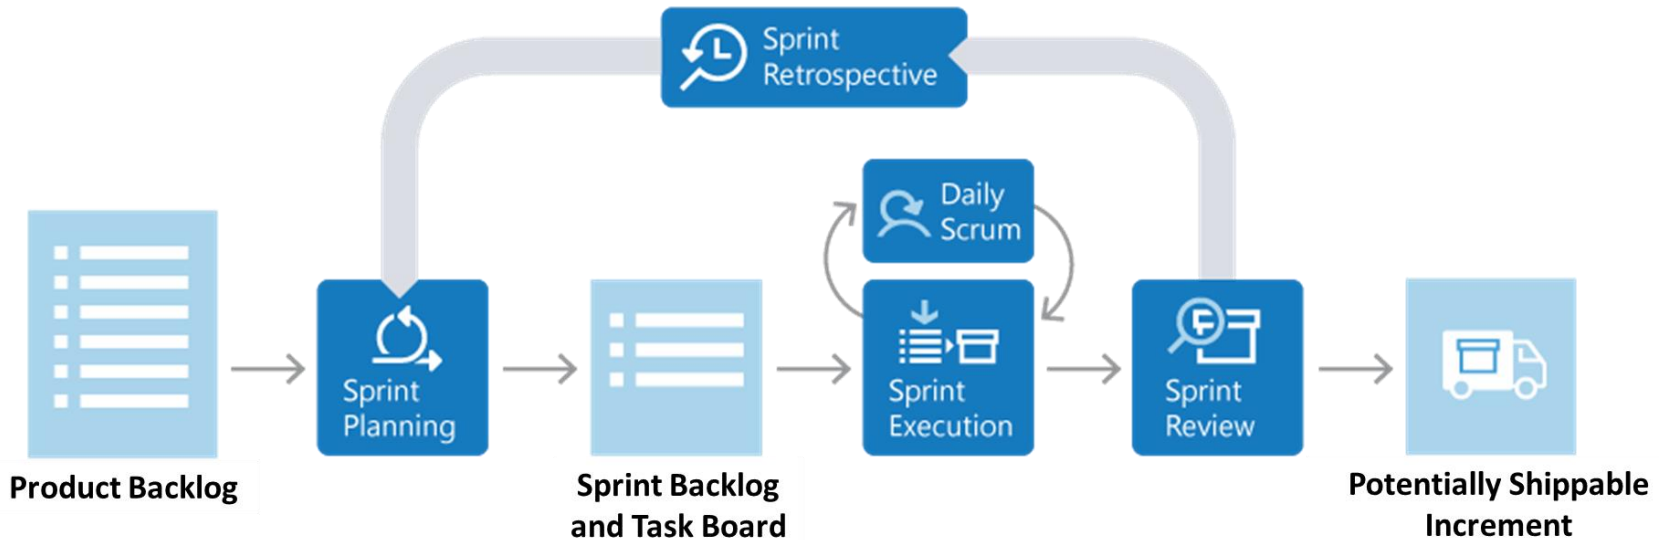 Sprint
Retrospective
Daily
Scrum
Sprint
Planning
Sprint
Execution
Sprint
Review
Product Backlog
Sprint Backlog
and Task Board
Potentially Shippable
Increment